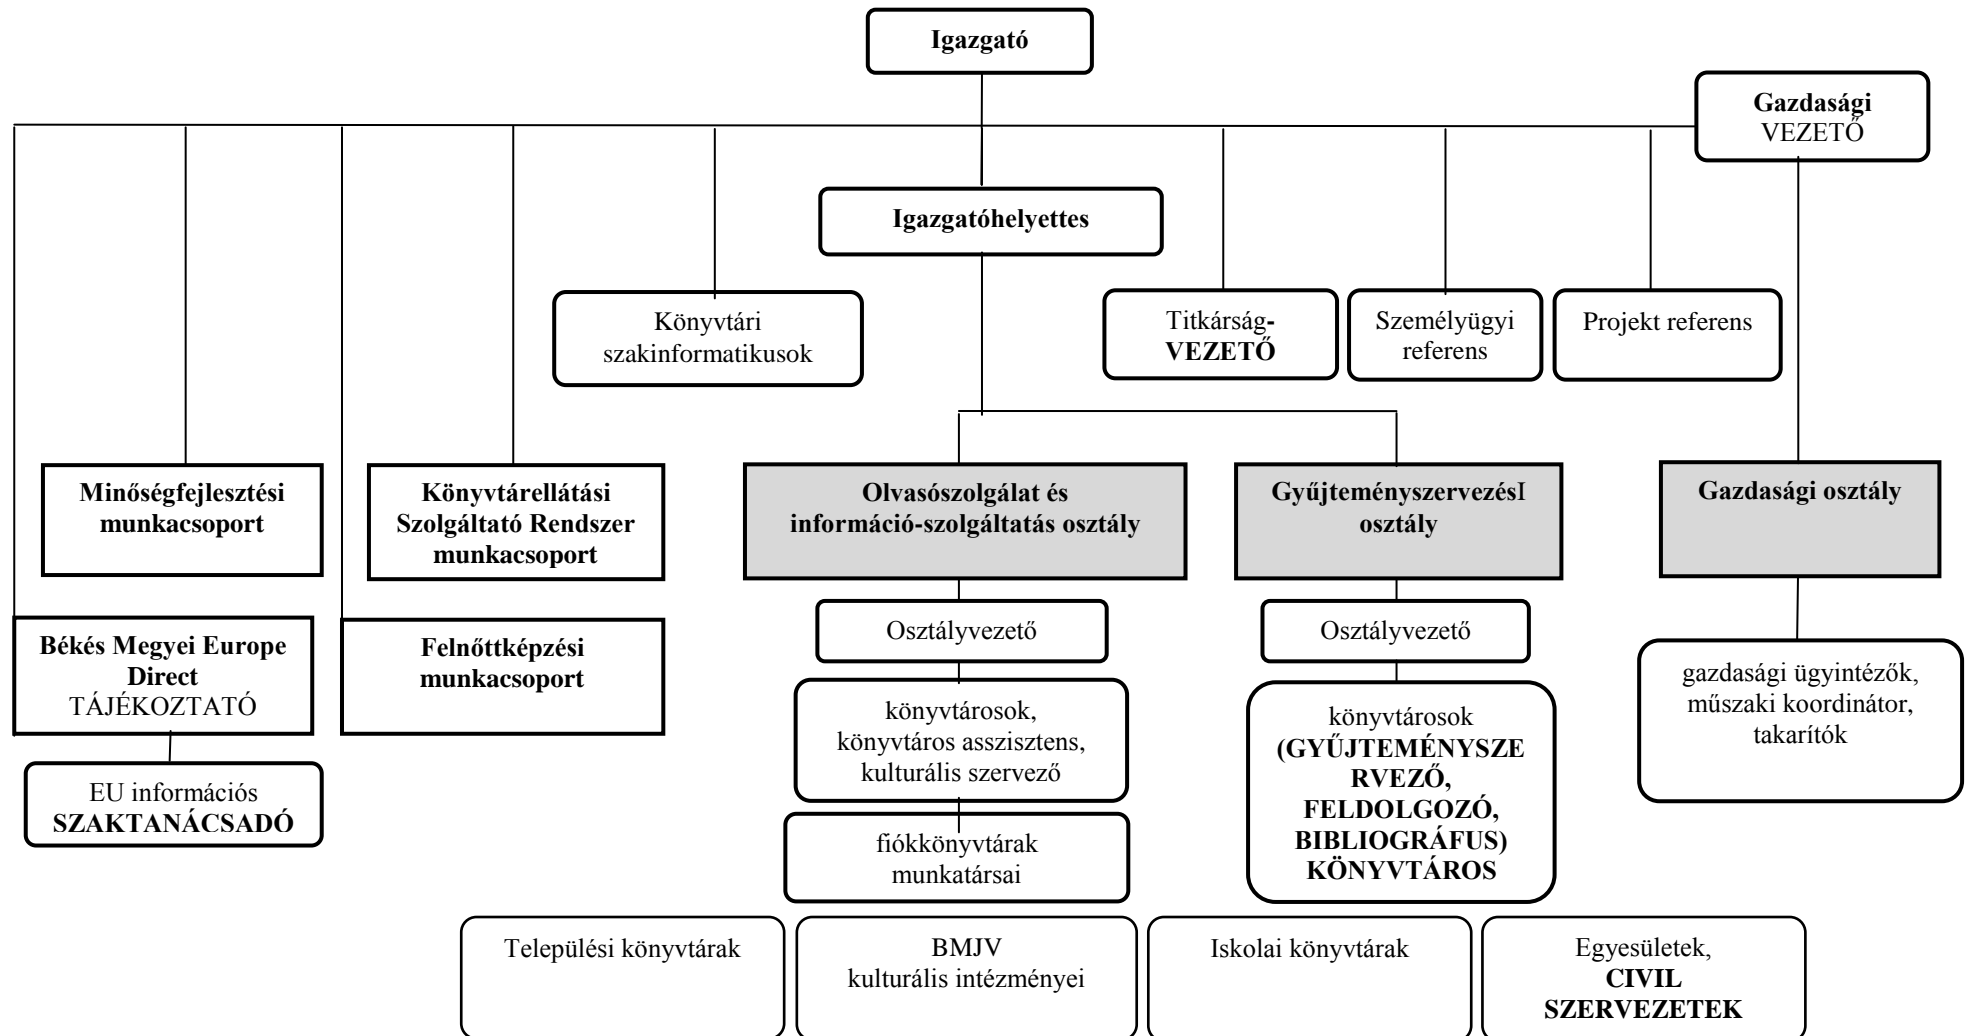 Igazgató
Gazdasági
VEZETŐ
Igazgatóhelyettes
Könyvtári
szakinformatikusok
Titkárság-
VEZETŐ
Személyügyi
referens
Projekt referens
Minőségfejlesztési
munkacsoport
Könyvtárellátási
Szolgáltató Rendszer
munkacsoport
Olvasószolgálat és
információ-szolgáltatás osztály
GyűjteményszervezésI
osztály
Gazdasági osztály
Békés Megyei Europe
Direct
TÁJÉKOZTATÓ
Felnőttképzési
munkacsoport
Osztályvezető
Osztályvezető
EU információs
SZAKTANÁCSADÓ
könyvtárosok,
könyvtáros asszisztens,
kulturális szervező
könyvtárosok
(GYŰJTEMÉNYSZE
RVEZŐ,
FELDOLGOZÓ,
BIBLIOGRÁFUS)
KÖNYVTÁROS
gazdasági ügyintézők,
műszaki koordinátor,
takarítók
fiókkönyvtárak
munkatársai
Települési könyvtárak
BMJV
kulturális intézményei
Iskolai könyvtárak
Egyesületek,
CIVIL
SZERVEZETEK